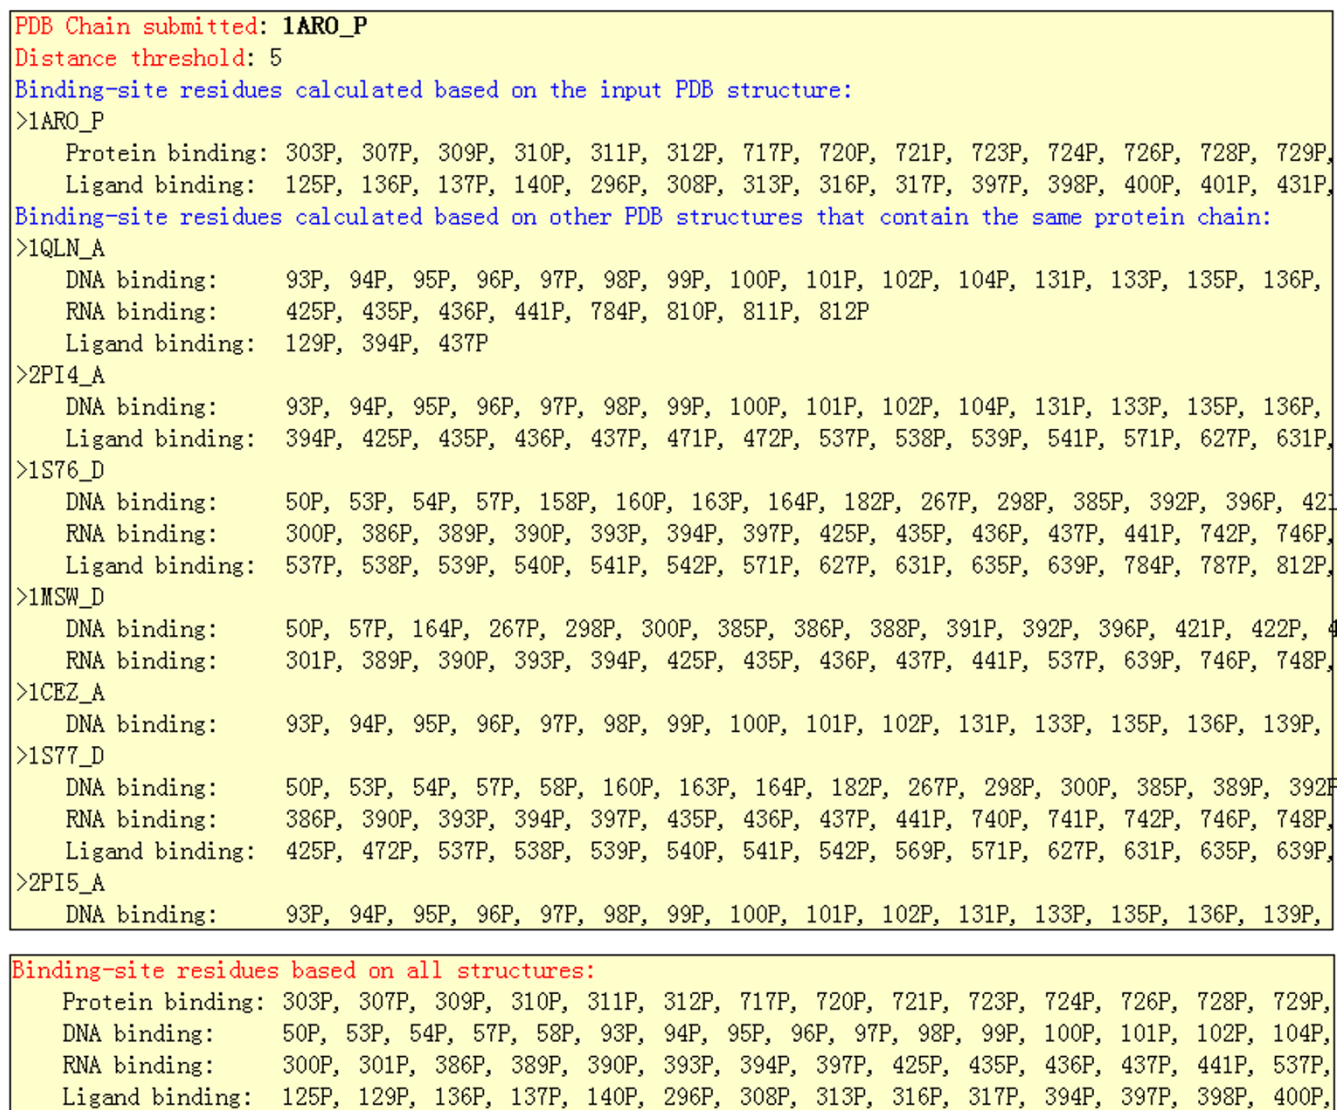 PDB Chain submitted: 1ARO_P
Distance threshold: 5
Binding-site residues calculated based on the input PDB structure:
>1ARO_P
Protein binding: 303P, 307P, 309P, 310P, 311P, 312P, 717P, 720P, 721P, 723P, 724P, 726P, 728P, 729P,
Ligand binding: 125P, 136P, 137P, 140P, 296P, 308P, 313P, 316P, 317P, 397P, 398P, 400P, 401P, 431P,
Binding-site residues calculated based on other PDB structures that contain the same protein chain:
>1QLN_A
DNA binding: 93P, 94P, 95P, 96P, 97P, 98P, 99P, 100P, 101P, 102P, 104P, 131P, 133P, 135P, 136P,
RNA binding: 425P, 435P, 436P, 441P, 784P, 810P, 811P, 812P
Ligand binding: 129P, 394P, 437P
>2PI4_A
DNA binding: 93P, 94P, 95P, 96P, 97P, 98P, 99P, 100P, 101P, 102P, 104P, 131P, 133P, 135P, 136P,
Ligand binding: 394P, 425P, 435P, 436P, 437P, 471P, 472P, 537P, 538P, 539P, 541P, 571P, 627P, 631P,
>1S76_D
DNA binding: 50P, 53P, 54P, 57P, 158P, 160P, 163P, 164P, 182P, 267P, 298P, 385P, 392P, 396P, 421
RNA binding: 300P, 386P, 389P, 390P, 393P, 394P, 397P, 425P, 435P, 436P, 437P, 441P, 742P, 746P,
Ligand binding: 537P, 538P, 539P, 540P, 541P, 542P, 571P, 627P, 631P, 635P, 639P, 784P, 787P, 812P,
>1MSW_D
DNA binding: 50P, 57P, 164P, 267P, 298P, 300P, 385P, 386P, 388P, 391P, 392P, 396P, 421P, 422P, 4
RNA binding: 301P, 389P, 390P, 393P, 394P, 425P, 435P, 436P, 437P, 441P, 537P, 639P, 746P, 748P,
>1CEZ_A
DNA binding: 93P, 94P, 95P, 96P, 97P, 98P, 99P, 100P, 101P, 102P, 131P, 133P, 135P, 136P, 139P,
>1S77_D
DNA binding: 50P, 53P, 54P, 57P, 58P, 160P, 163P, 164P, 182P, 267P, 298P, 300P, 385P, 389P, 392P
RNA binding: 386P, 390P, 393P, 394P, 397P, 435P, 436P, 437P, 441P, 740P, 741P, 742P, 746P, 748P,
Ligand binding: 425P, 472P, 537P, 538P, 539P, 540P, 541P, 542P, 569P, 571P, 627P, 631P, 635P, 639P,
>2PI5_A
DNA binding: 93P, 94P, 95P, 96P, 97P, 98P, 99P, 100P, 101P, 102P, 131P, 133P, 135P, 136P, 139P,
Binding-site residues based on all structures:
Protein binding: 303P, 307P, 309P, 310P, 311P, 312P, 717P, 720P, 721P, 723P, 724P, 726P, 728P, 729P,
DNA binding: 50P, 53P, 54P, 57P, 58P, 93P, 94P, 95P, 96P, 97P, 98P, 99P, 100P, 101P, 102P, 104P,
RNA binding: 300P, 301P, 386P, 389P, 390P, 393P, 394P, 397P, 425P, 435P, 436P, 437P, 441P, 537P,
Ligand binding: 125P, 129P, 136P, 137P, 140P, 296P, 308P, 313P, 316P, 317P, 394P, 397P, 398P, 400P,